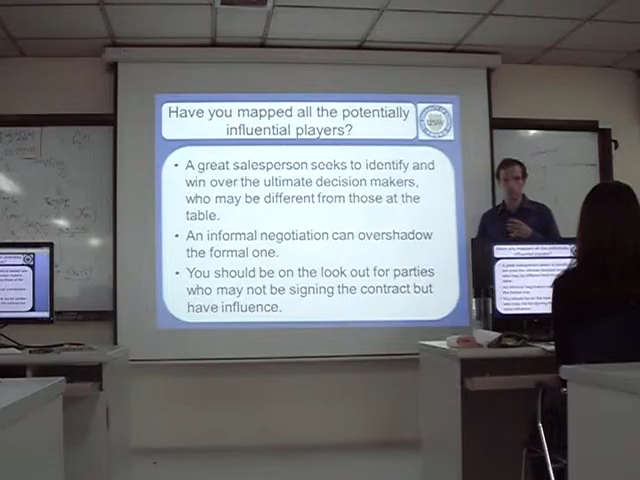 Have you mapped all the potentially
influential players?
• A great salesperson seeks to identify and
win over the ultimate decision makers,
who may be different from those at the
table.
• An informal negotiation can overshadow
the formal one.
• You should be on the look out for parties
who may not be signing the contract but
have influence.